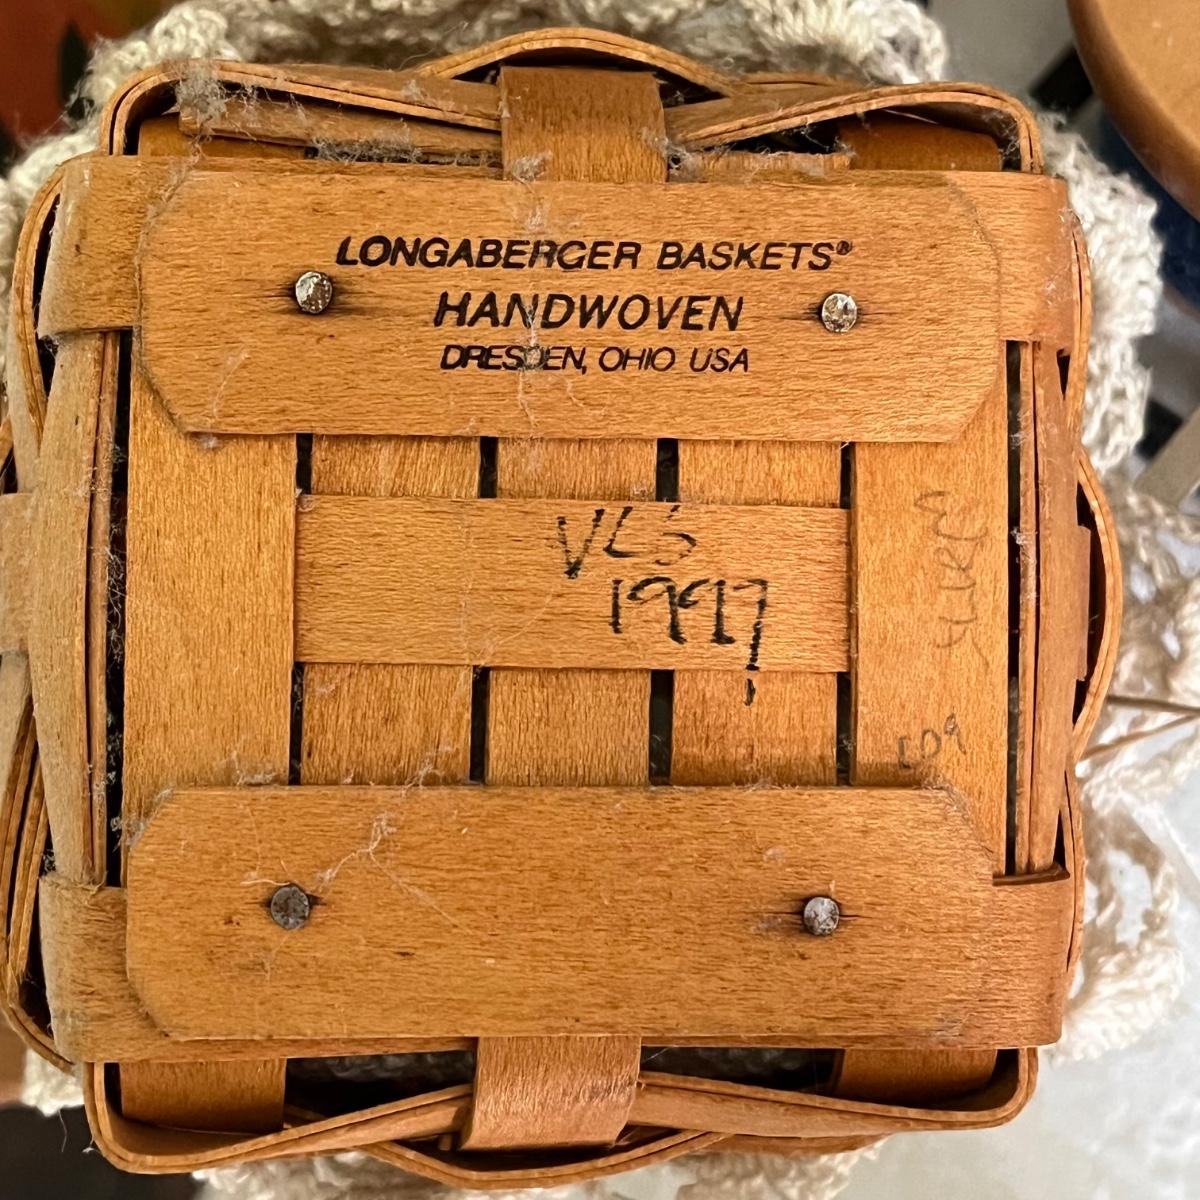 LONGABERGER BASKETS®
HANDWOVEN
DRESDEN, OHIO USA
VLS
1997